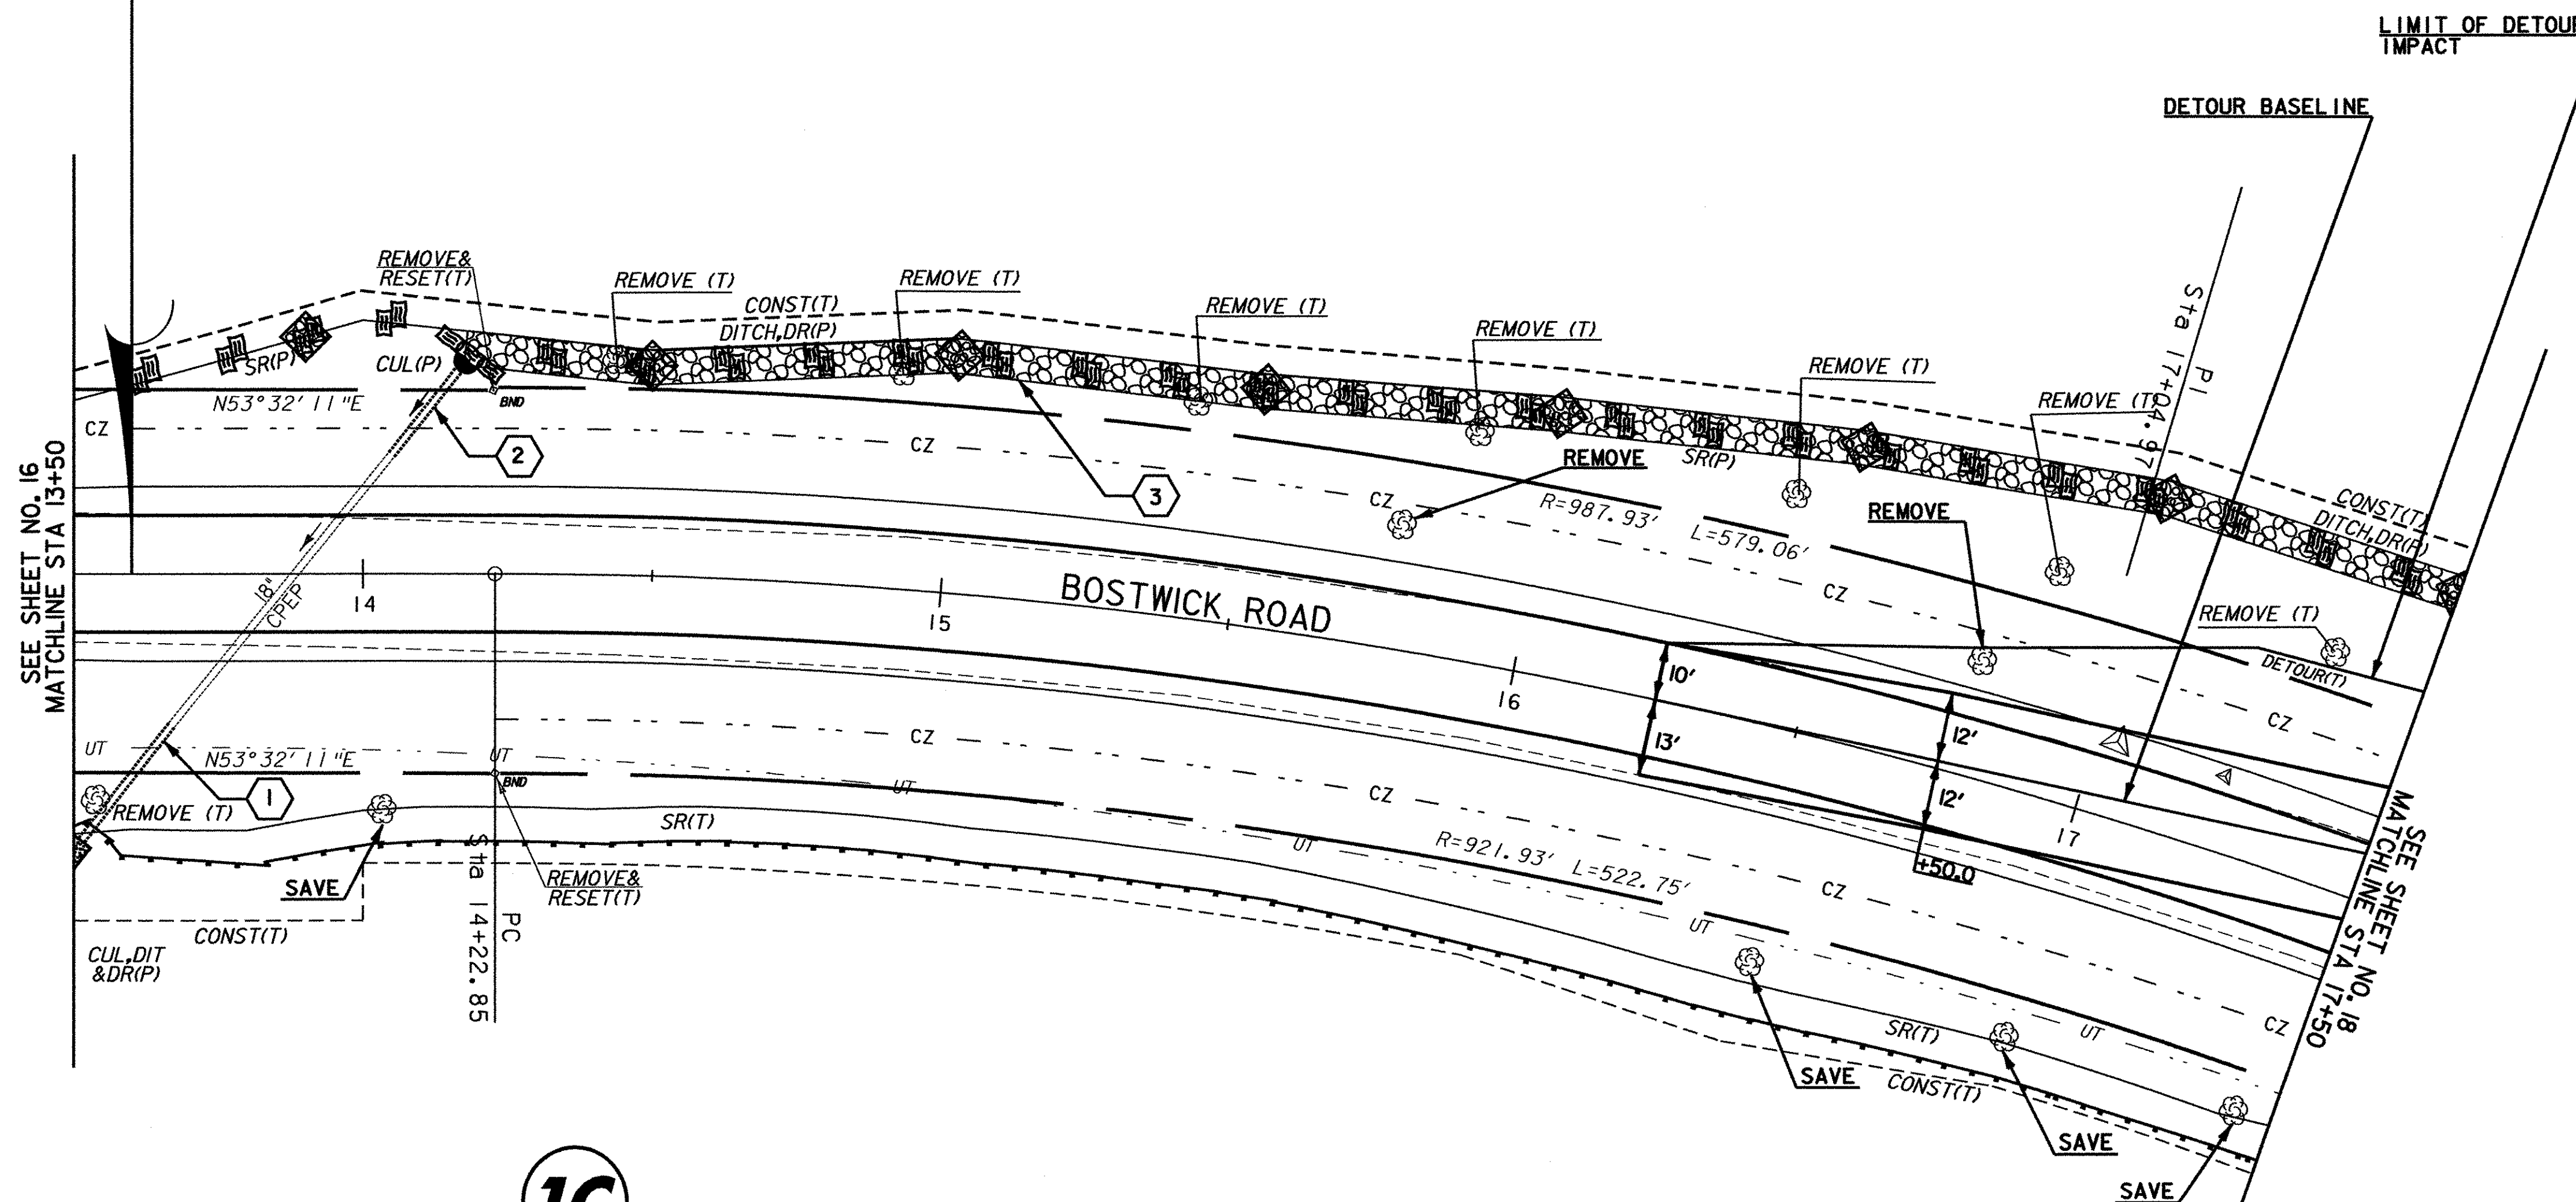 LIMIT OF DETOUR
IMPACT
DETOUR BASELINE
PI
Sta 17+04.97
REMOVE&
RESET(T)
REMOVE (T)
REMOVE (T)
REMOVE (T)
REMOVE (T)
REMOVE (T)
REMOVE (T)
CONST(T)
DITCH,DR(P)
SR(P)
CUL(P)
BND
N53°32'11"E
CZ
CZ
2
3
REMOVE
SR(P)
CZ
R=987.93'
L=579.06'
REMOVE
CZ
CONST(T)
DITCH,DR(P)
REMOVE (T)
DETOUR(T)
CZ
SEE SHEET NO. 16
MATCHLINE STA 13+50
18"
CPEP
14
15
BOSTWICK ROAD
16
17
10'
13'
12'
12'
+50.0
UT
N53°32'11"E
UT
BND
CZ
UT
CZ
1
REMOVE (T)
SAVE
SR(T)
REMOVE&
RESET(T)
PC
Sta 14+22.85
CONST(T)
CUL,DIT
&DR(P)
UT
R=921.93'
L=522.75'
CZ
UT
SAVE
SR(T)
UT
CZ
CONST(T)
SAVE
SAVE
SEE SHEET NO. 18
MATCHLINE STA 17+50